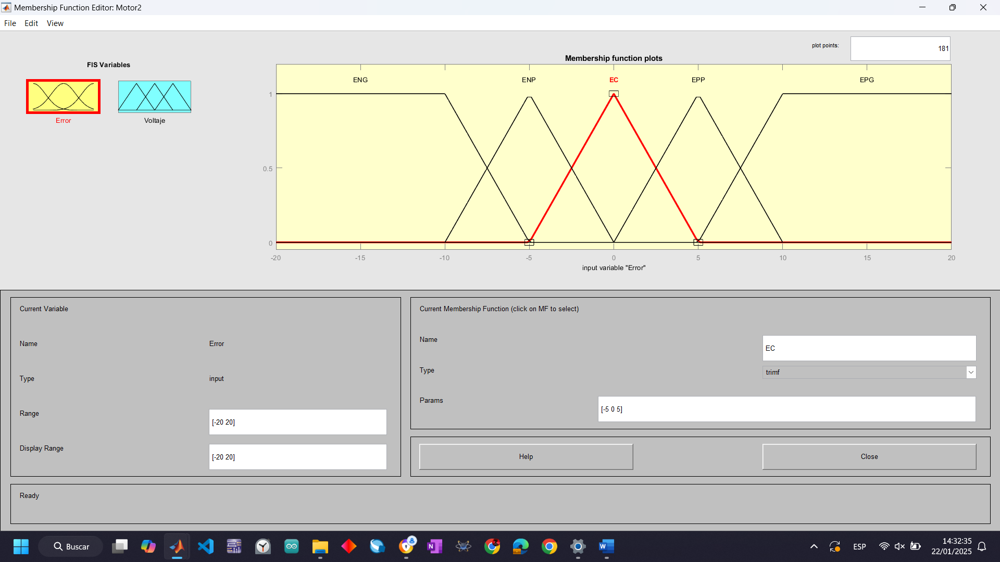 Membership Function Editor: Motor2
File Edit View
plot points: 181
FIS Variables
Membership function plots
Error Voltaje
ENG ENP EC EPP EPG
1
0.5
0
-20 -15 -10 -5 0 5 10 15 20
input variable "Error"
Current Variable
Name Error
Type input
Range [-20 20]
Display Range [-20 20]
Current Membership Function (click on MF to select)
Name EC
Type trimf
Params [-5 0 5]
Help Close
Ready
Buscar
ESP
14:32:35
22/01/2025